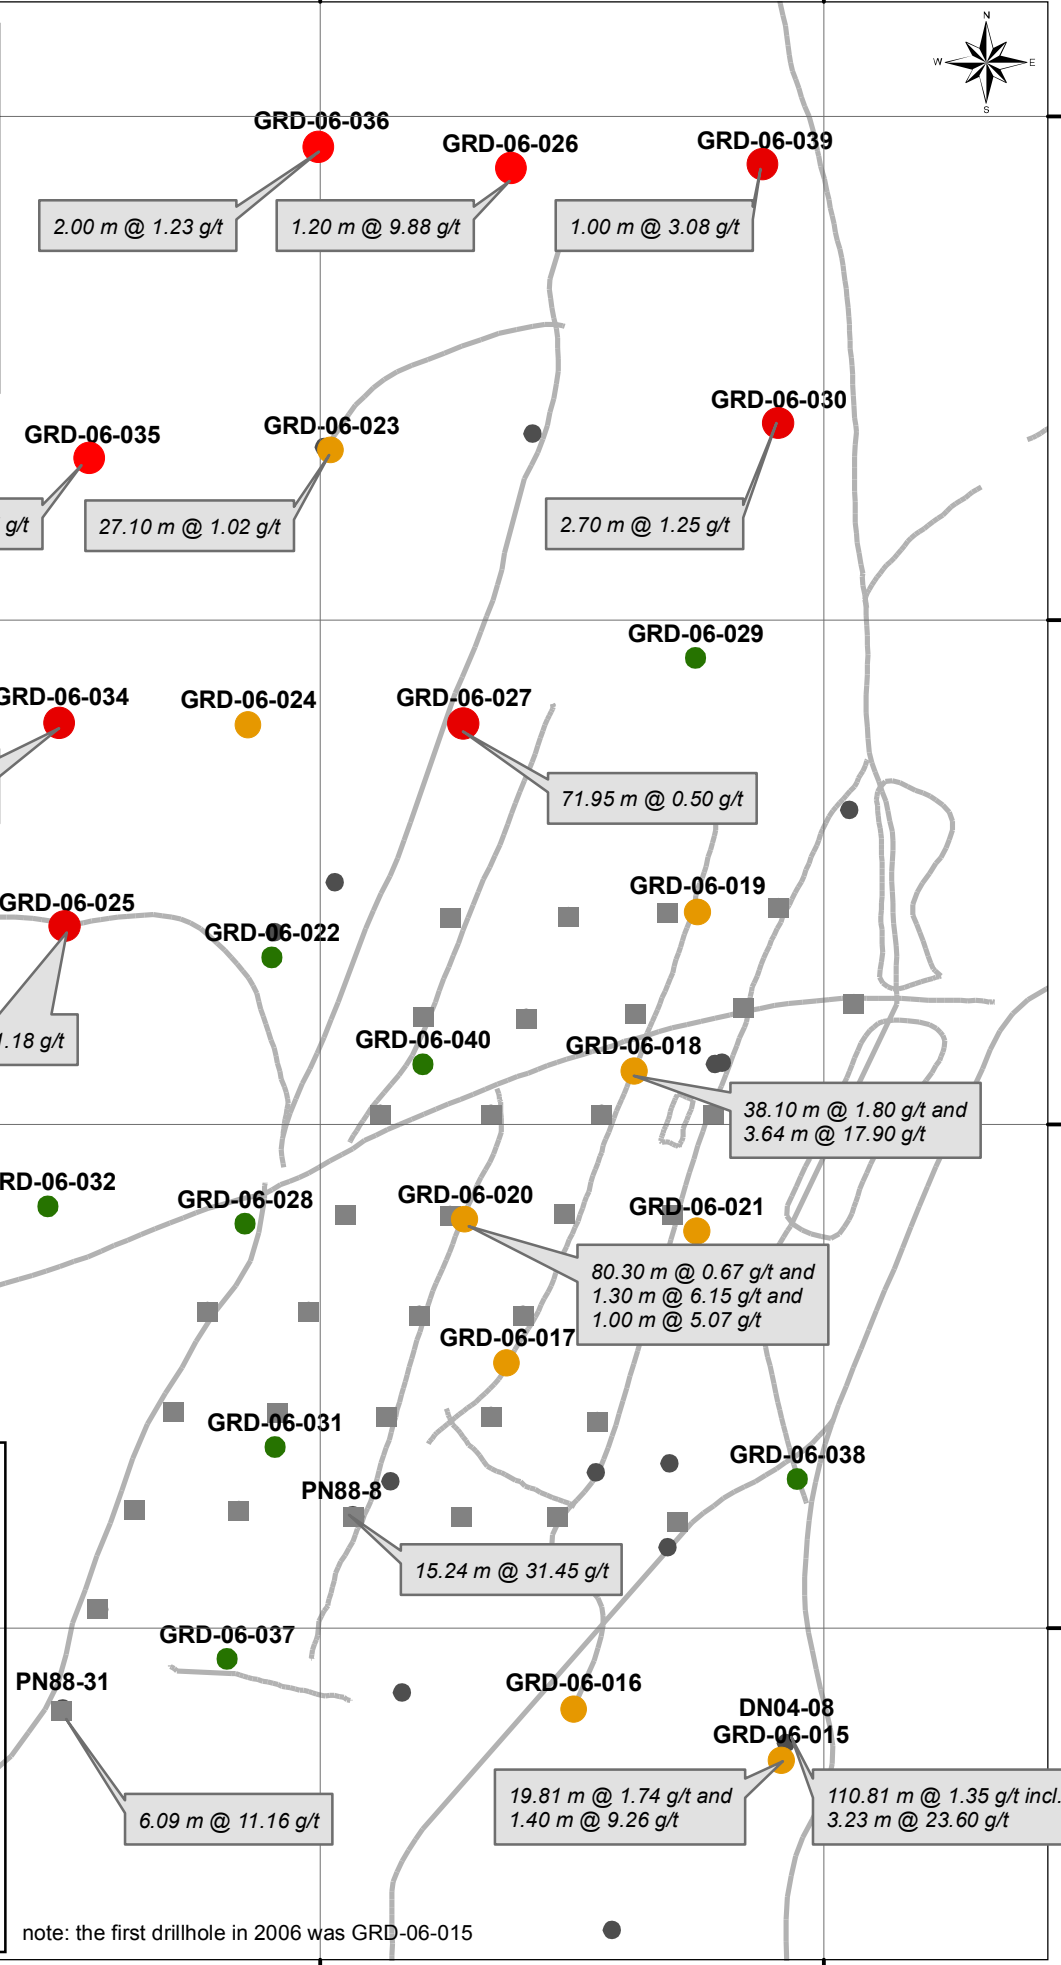 N
W
E
S
GRD-06-036
GRD-06-026
GRD-06-039
2.00 m @ 1.23 g/t
1.20 m @ 9.88 g/t
1.00 m @ 3.08 g/t
GRD-06-030
GRD-06-023
GRD-06-035
g/t
27.10 m @ 1.02 g/t
2.70 m @ 1.25 g/t
GRD-06-029
GRD-06-034
GRD-06-024
GRD-06-027
71.95 m @ 0.50 g/t
GRD-06-019
GRD-06-025
GRD-06-022
.18 g/t
GRD-06-040
GRD-06-018
38.10 m @ 1.80 g/t and
3.64 m @ 17.90 g/t
RD-06-032
GRD-06-028
GRD-06-020
GRD-06-021
80.30 m @ 0.67 g/t and
1.30 m @ 6.15 g/t and
1.00 m @ 5.07 g/t
GRD-06-017
GRD-06-031
GRD-06-038
PN88-8
15.24 m @ 31.45 g/t
GRD-06-037
PN88-31
GRD-06-016
DN04-08
GRD-06-015
19.81 m @ 1.74 g/t and
1.40 m @ 9.26 g/t
110.81 m @ 1.35 g/t incl.
3.23 m @ 23.60 g/t
6.09 m @ 11.16 g/t
note: the first drillhole in 2006 was GRD-06-015